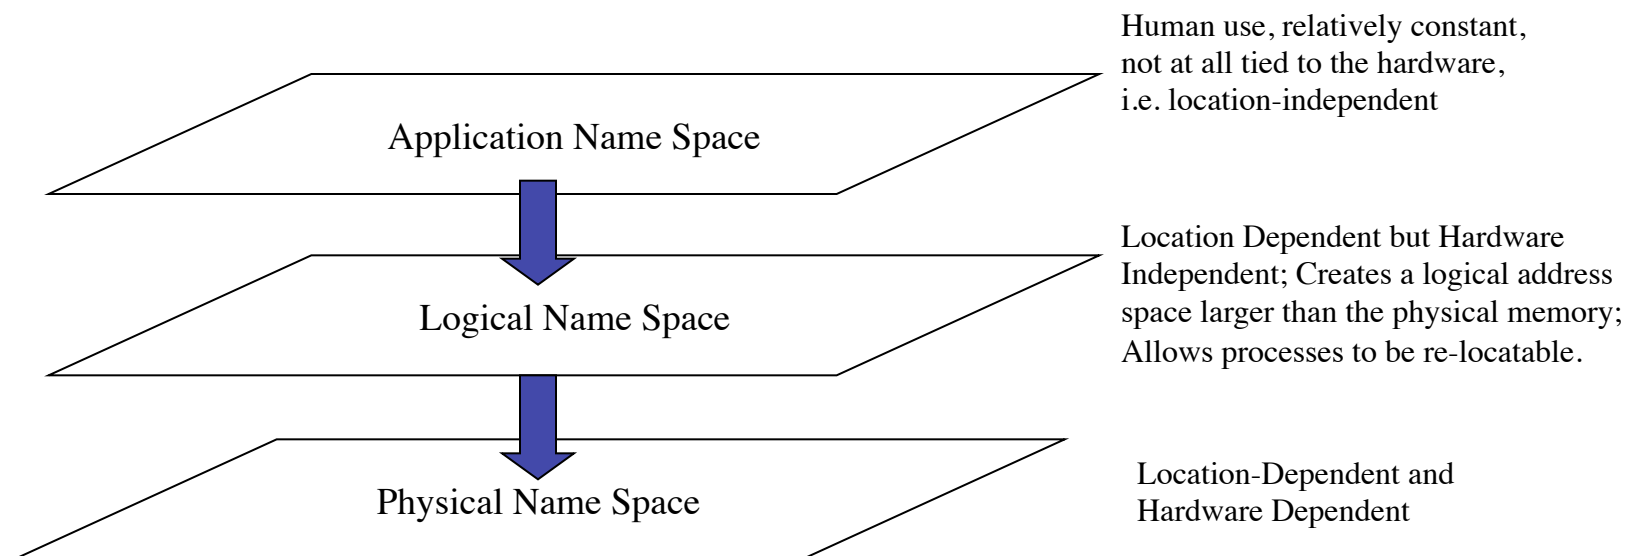 Human use, relatively constant,
not at all tied to the hardware,
i.e. location-independent
Application Name Space
Location Dependent but Hardware
Independent; Creates a logical address
space larger than the physical memory;
Allows processes to be re-locatable.
Logical Name Space
Location-Dependent and
Hardware Dependent
Physical Name Space